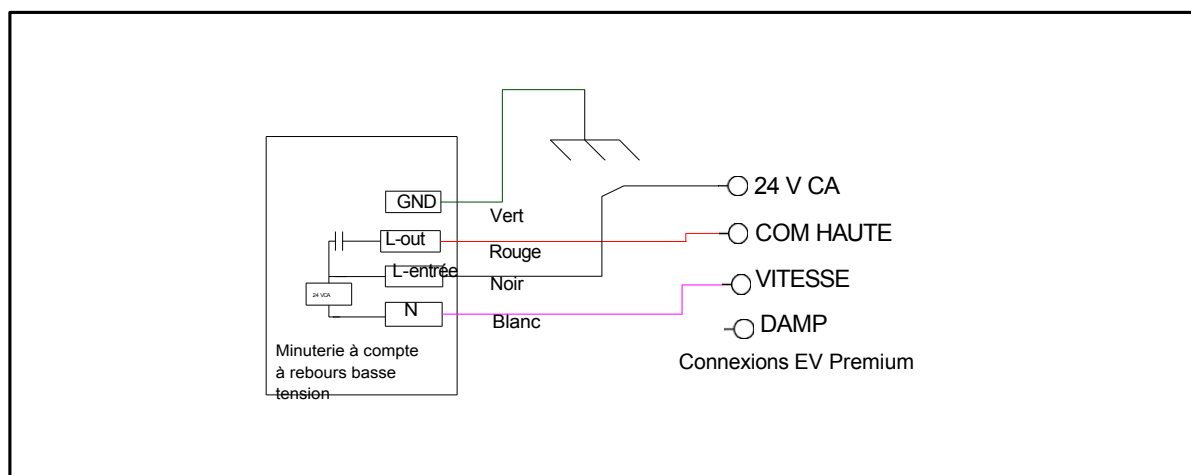 24 V CA
GND
Vert
COM HAUTE
L-out
Rouge
L-entrée
Noir
VITESSE
24 VCA
N
Blanc
DAMP
Minuterie à compte
à rebours basse
tension
Connexions EV Premium